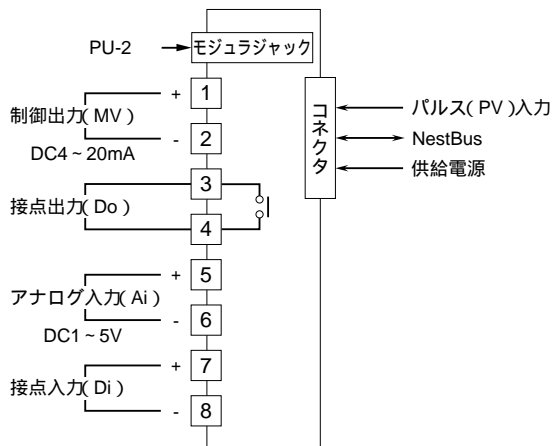 PU-2
モジュラジャック
制御出力(MV)
DC4～20mA
+ 1
- 2
接点出力(Do)
3
4
アナログ入力(Ai)
DC1～5V
+ 5
- 6
接点入力(Di)
+ 7
- 8
コネクタ
パルス(PV)入力
NestBus
供給電源